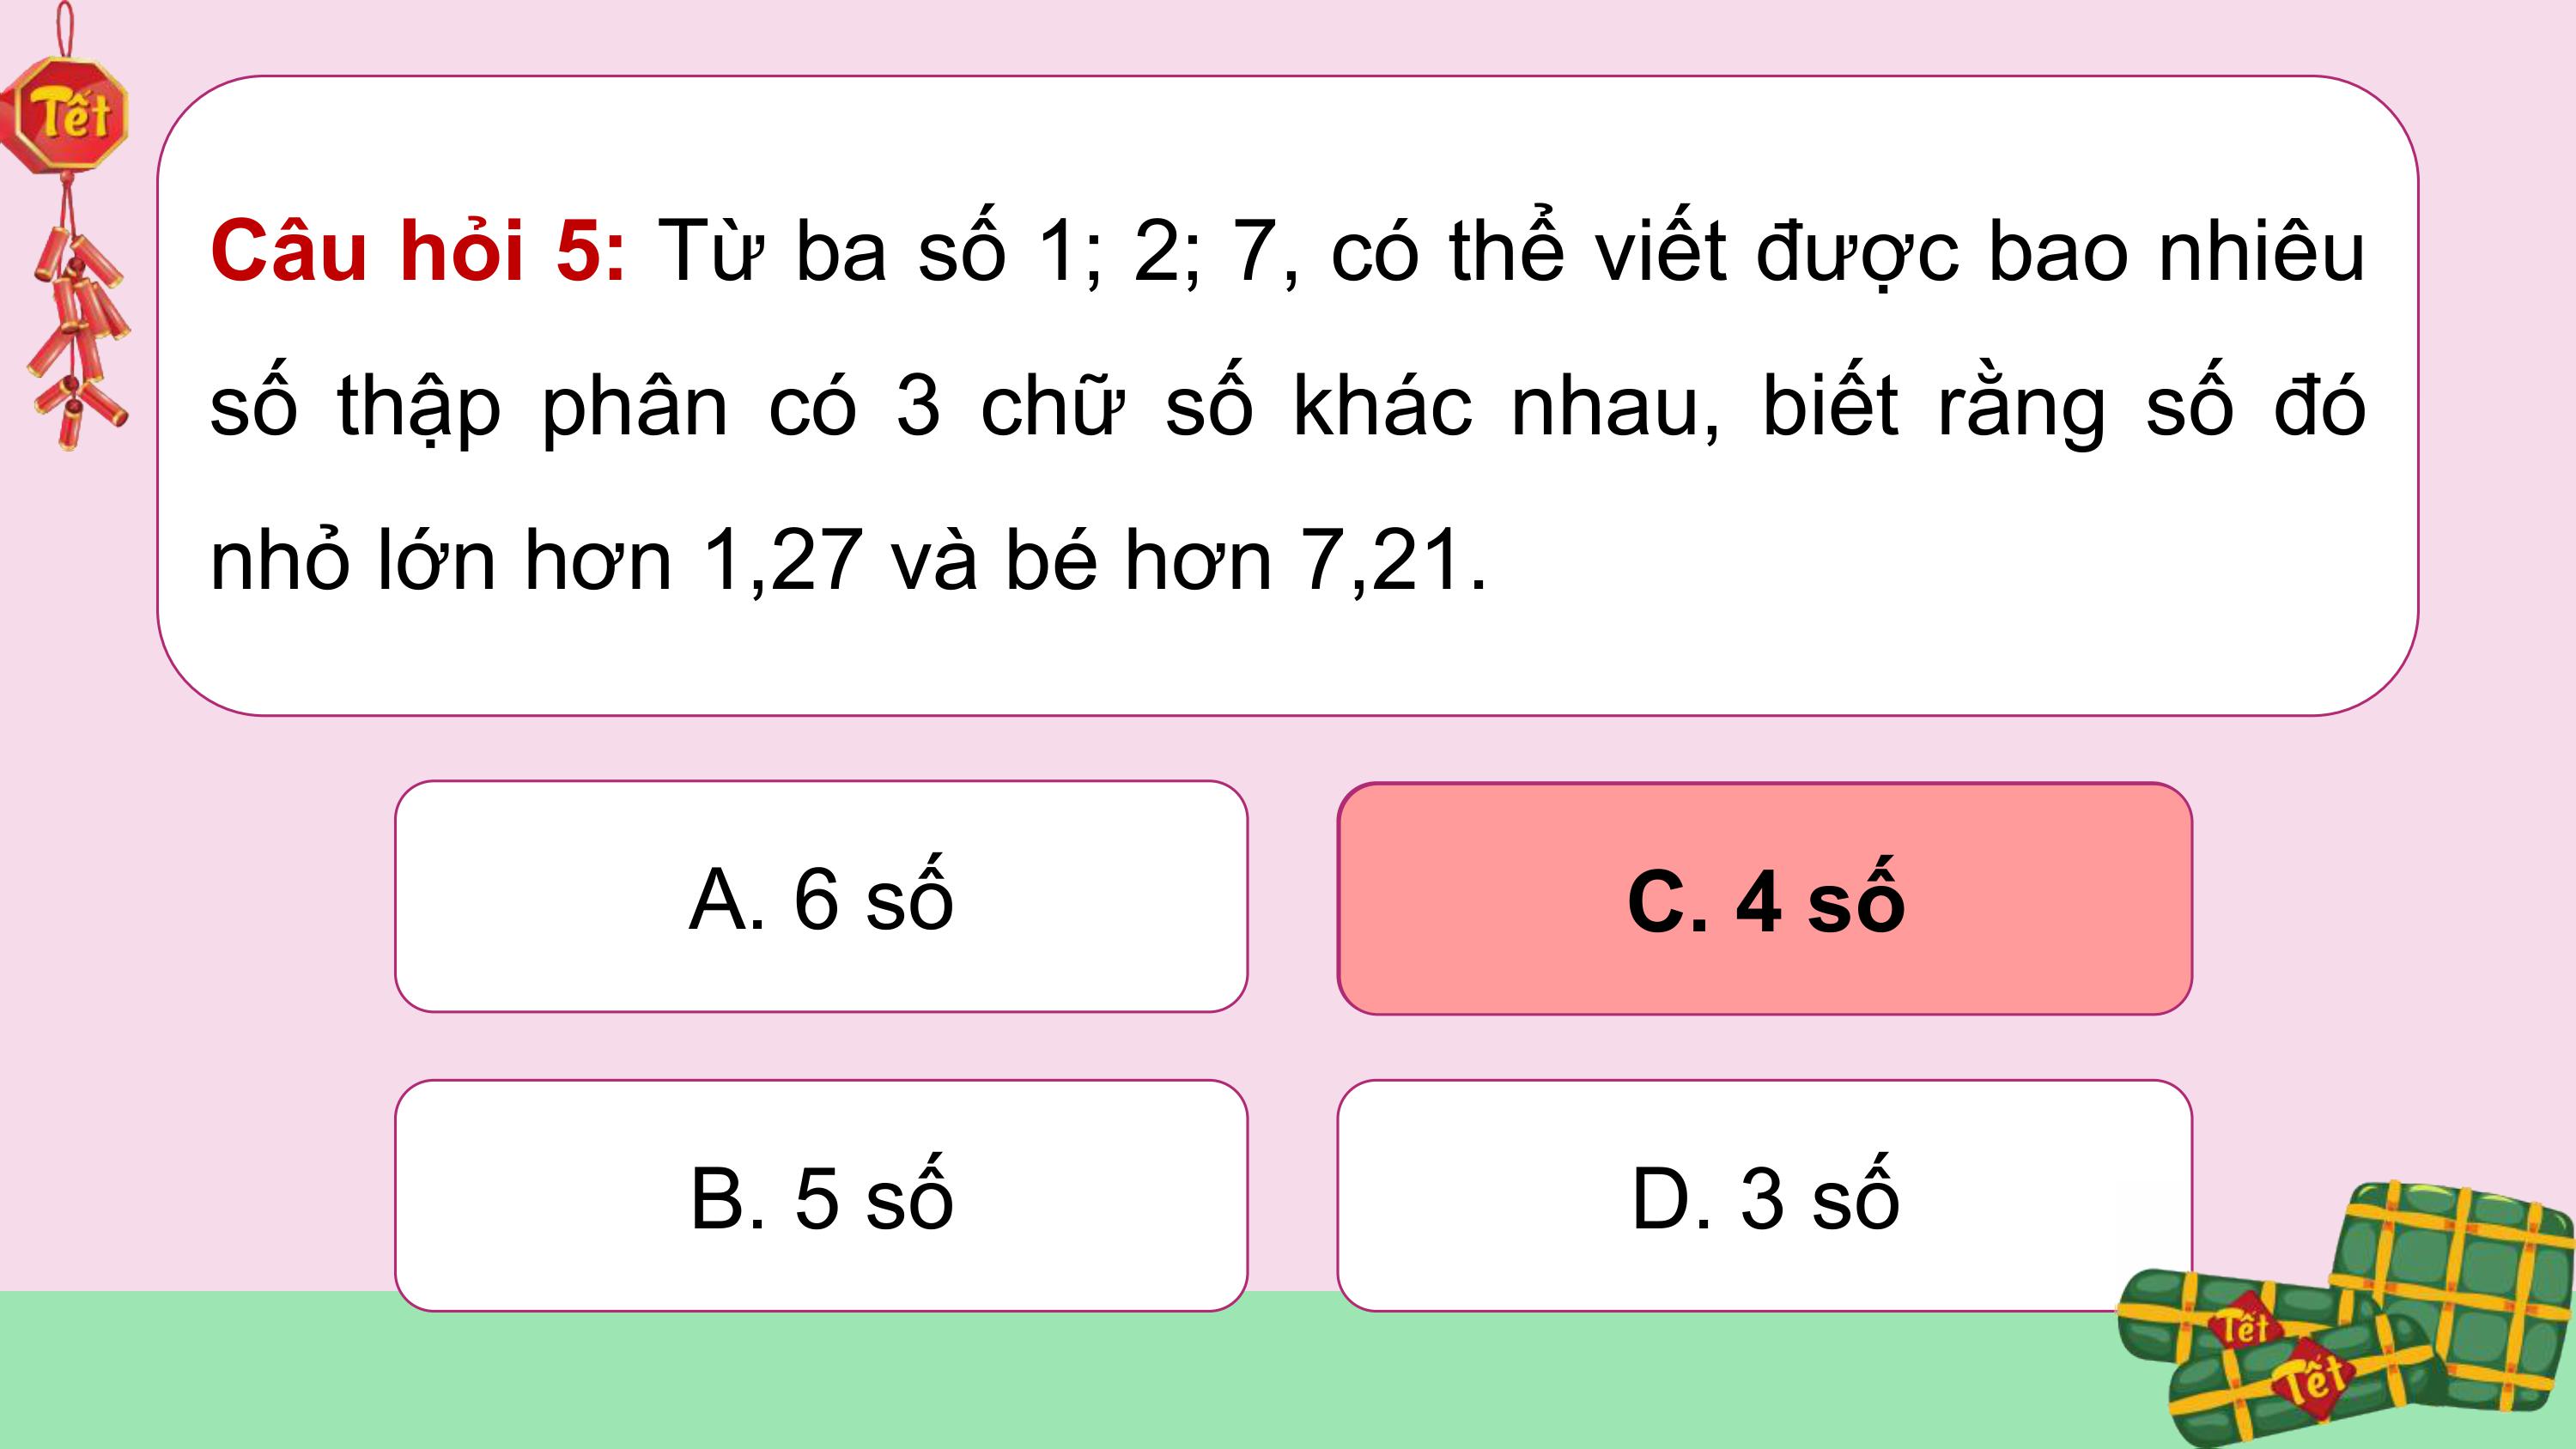 Tết
Câu hỏi 5: Từ ba số 1; 2; 7, có thể viết được bao nhiêu
số thập phân có 3 chữ số khác nhau, biết rằng số đó
nhỏ lớn hơn 1,27 và bé hơn 7,21.
A. 6 số
C. 4 số
B. 5 số
D. 3 số
Tết
Tết